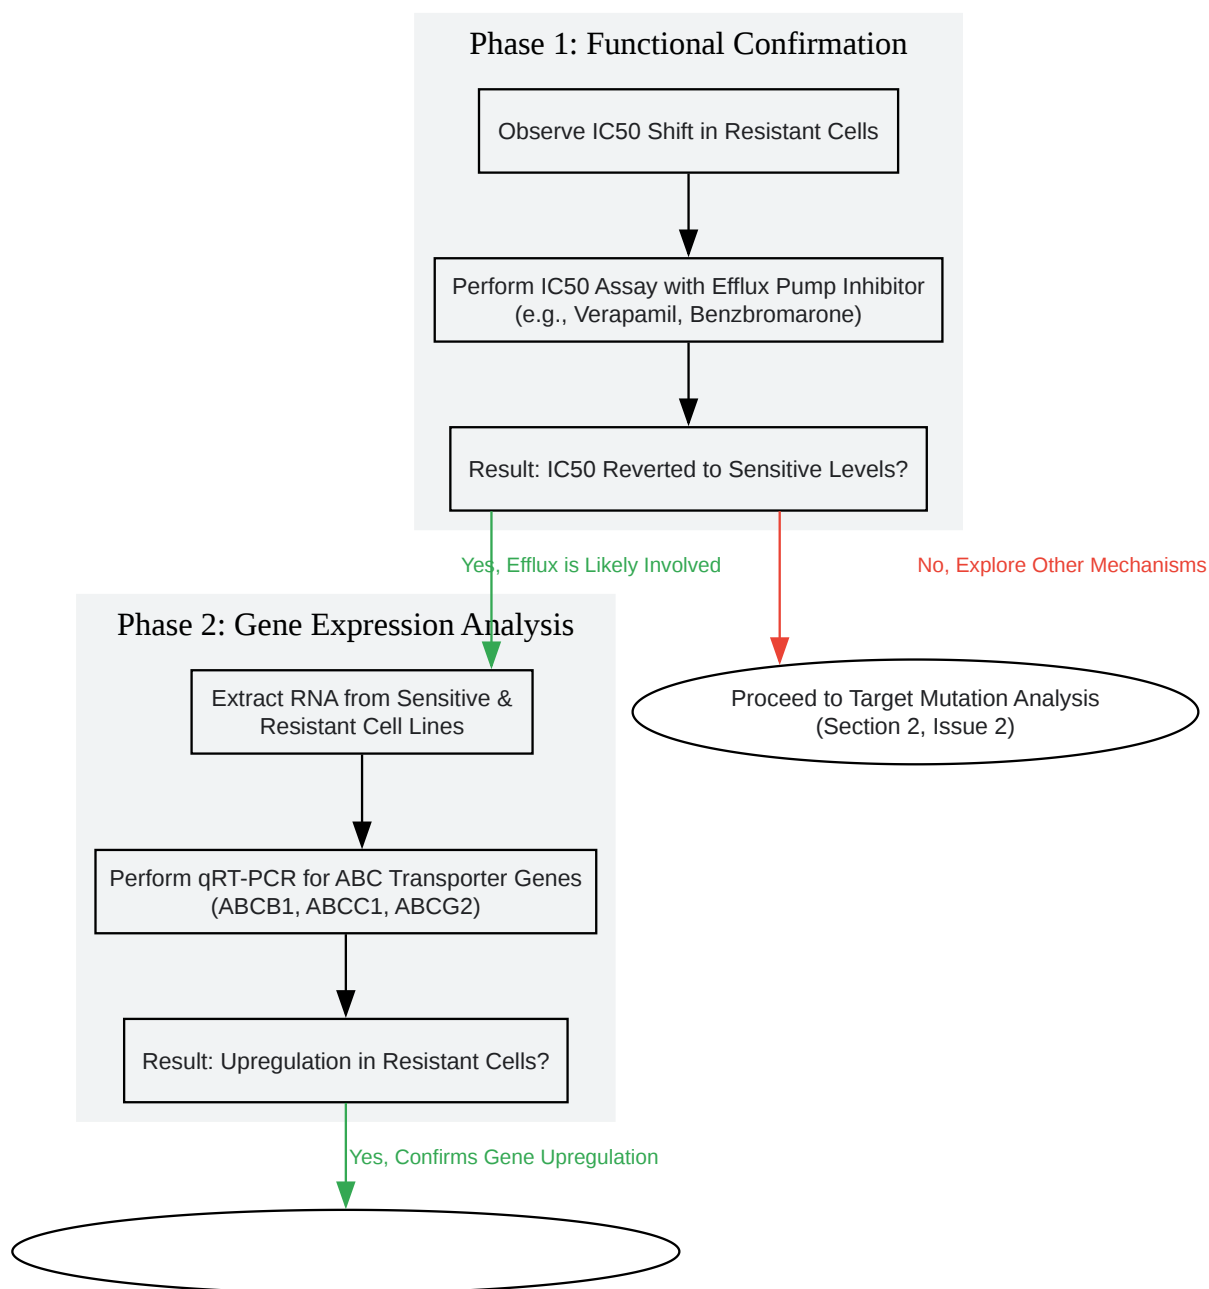 Phase 1: Functional Confirmation
Observe IC50 Shift in Resistant Cells
Perform IC50 Assay with Efflux Pump Inhibitor
(e.g., Verapamil, Benzbromarone)
Result: IC50 Reverted to Sensitive Levels?
Yes, Efflux is Likely Involved
No, Explore Other Mechanisms
Phase 2: Gene Expression Analysis
Extract RNA from Sensitive &
Resistant Cell Lines
Proceed to Target Mutation Analysis
(Section 2, Issue 2)
Perform qRT-PCR for ABC Transporter Genes
(ABCB1, ABCC1, ABCG2)
Result: Upregulation in Resistant Cells?
Yes, Confirms Gene Upregulation